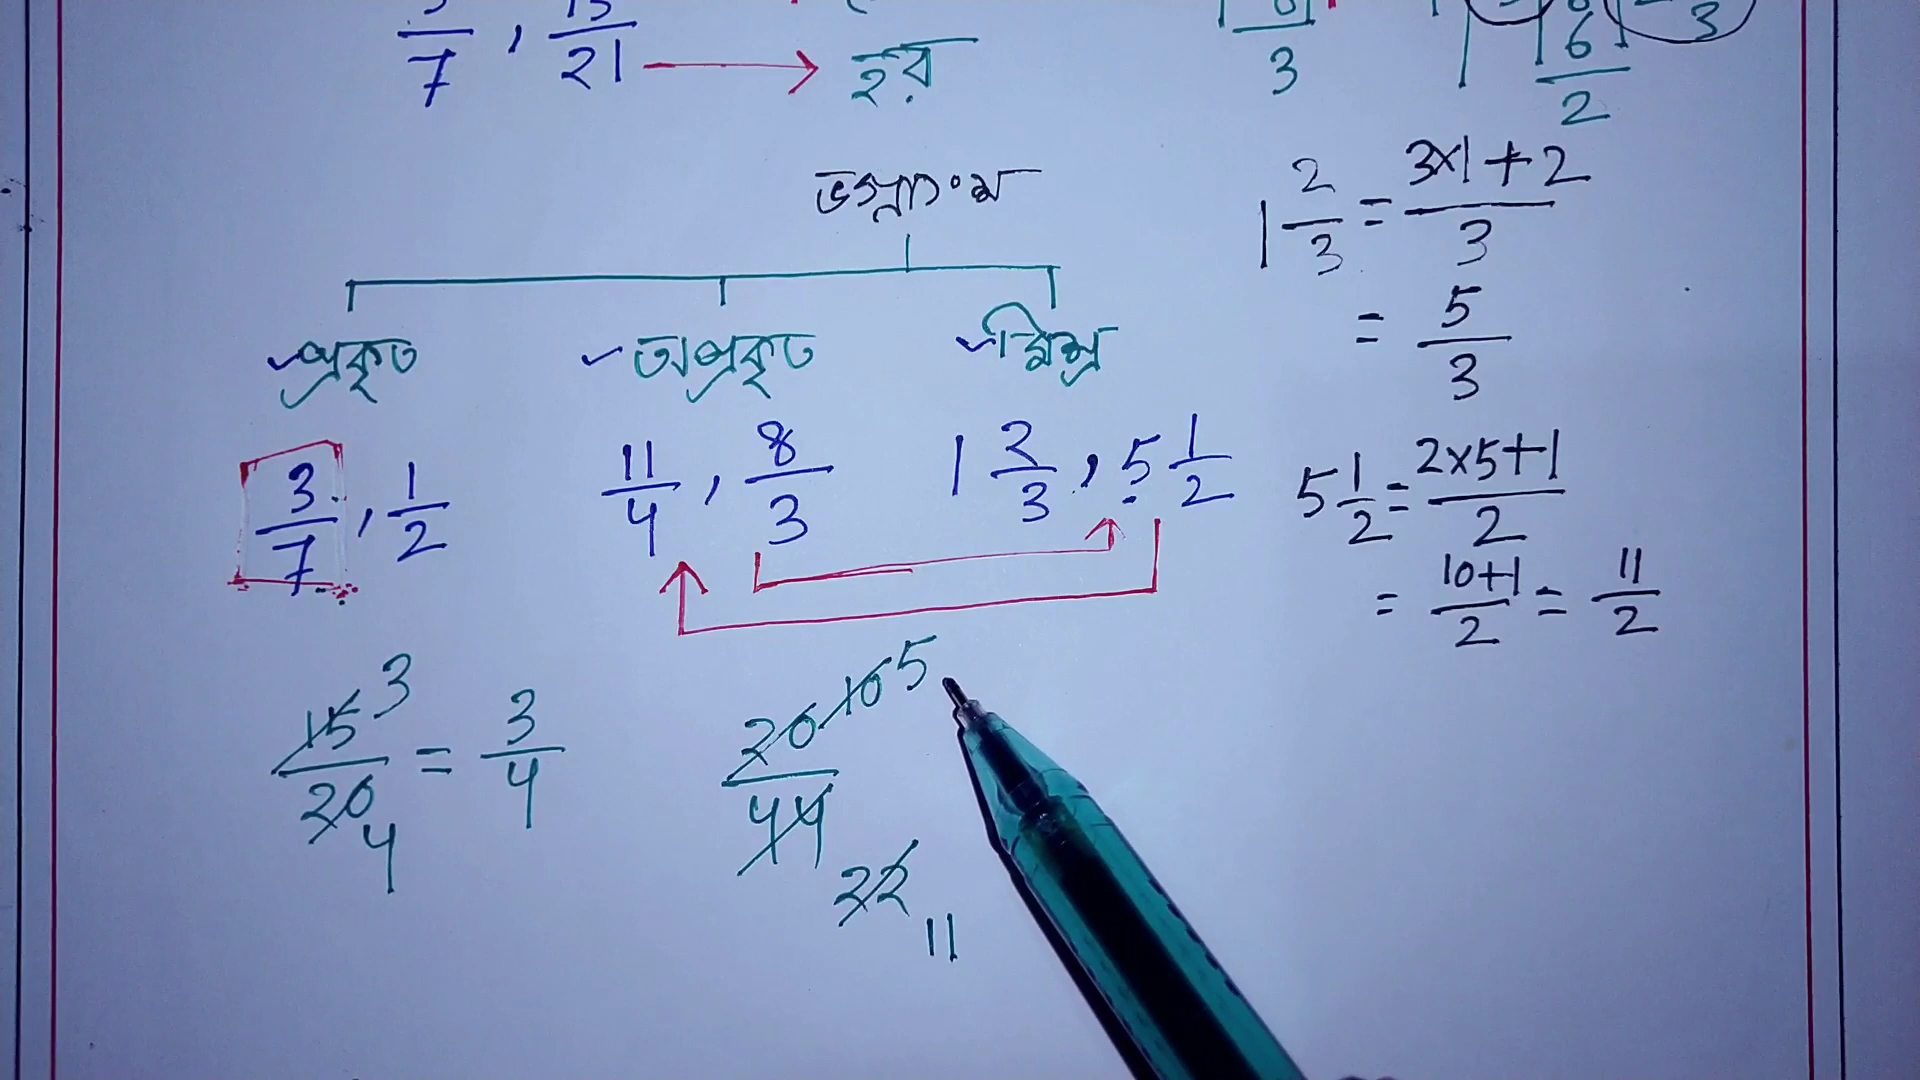 7 , 21 → হর
3
6
2
3
ভগ্নাংশ
প্রকৃত অপ্রকৃত মিশ্র
3/7 , 1/2
11/4 , 8/3
1 2/3 , 5 1/2
15/20 3 4 = 3/4
20/44 10 5 22 11
1 2/3 = 3×1+2/3
= 5/3
5 1/2 = 2×5+1/2
= 10+1/2 = 11/2